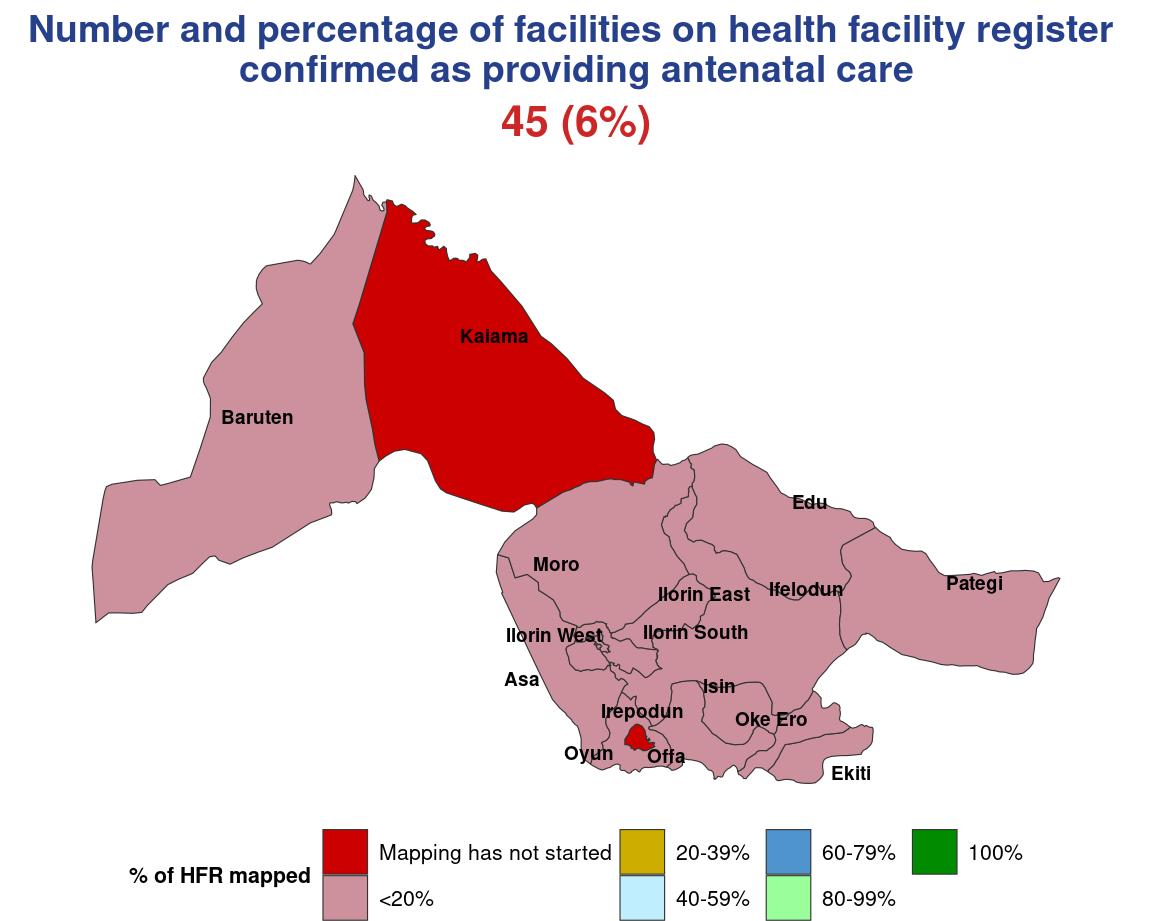 Number and percentage of facilities on health facility register
confirmed as providing antenatal care
45 (6%)
Kaiama
Baruten
Edu
Moro
Pategi
Ilorin East
Ifelodun
Ilorin West
Ilorin South
Asa
Isin
Irepodun
Oke Ero
Oyun
Offa
Ekiti
% of HFR mapped
Mapping has not started
<20%
20-39%
40-59%
60-79%
80-99%
100%